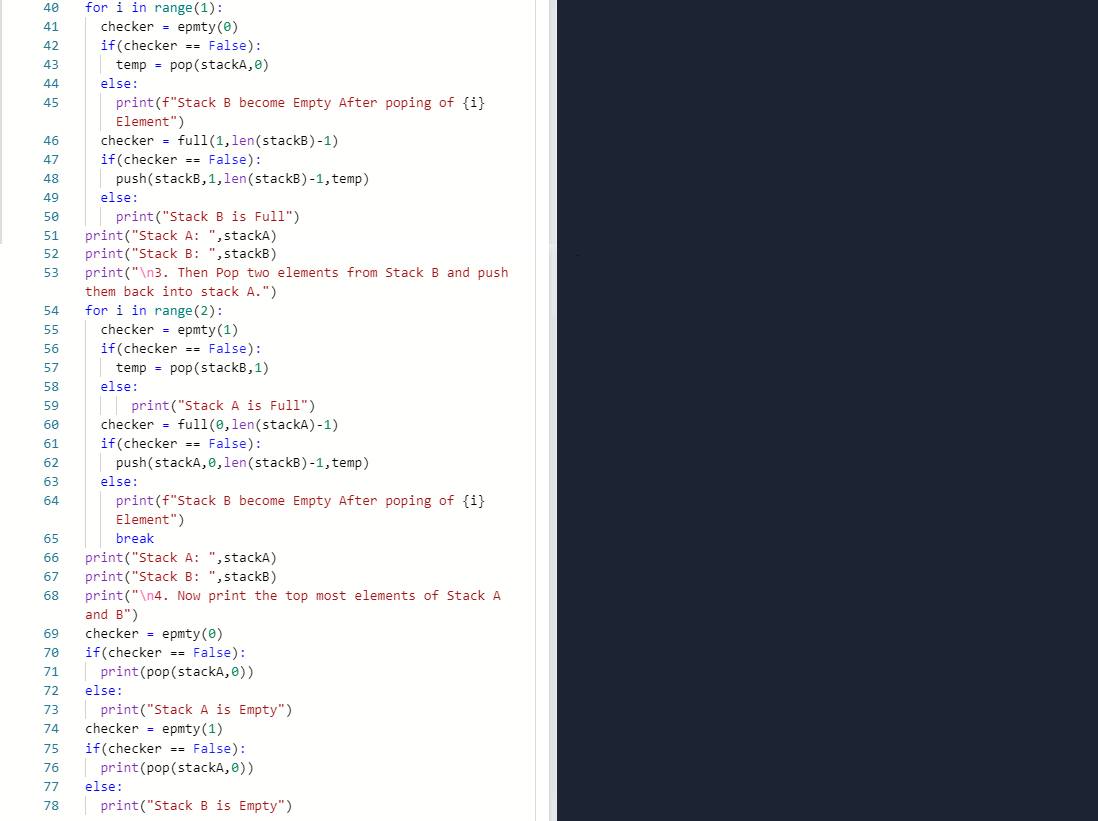 40 for i in range(1):
41 checker = epmty(0)
42 if(checker == False):
43 temp = pop(stackA,0)
44 else:
45 print(f"Stack B become Empty After poping of {i}
Element")
46 checker = full(1,len(stackB)-1)
47 if(checker == False):
48 push(stackB,1,len(stackB)-1,temp)
49 else:
50 print("Stack B is Full")
51 print("Stack A: ",stackA)
52 print("Stack B: ",stackB)
53 print("\n3. Then Pop two elements from Stack B and push
them back into stack A.")
54 for i in range(2):
55 checker = epmty(1)
56 if(checker == False):
57 temp = pop(stackB,1)
58 else:
59 print("Stack A is Full")
60 checker = full(0,len(stackA)-1)
61 if(checker == False):
62 push(stackA,0,len(stackB)-1,temp)
63 else:
64 print(f"Stack B become Empty After poping of {i}
Element")
65 break
66 print("Stack A: ",stackA)
67 print("Stack B: ",stackB)
68 print("\n4. Now print the top most elements of Stack A
and B")
69 checker = epmty(0)
70 if(checker == False):
71 print(pop(stackA,0))
72 else:
73 print("Stack A is Empty")
74 checker = epmty(1)
75 if(checker == False):
76 print(pop(stackA,0))
77 else:
78 print("Stack B is Empty")